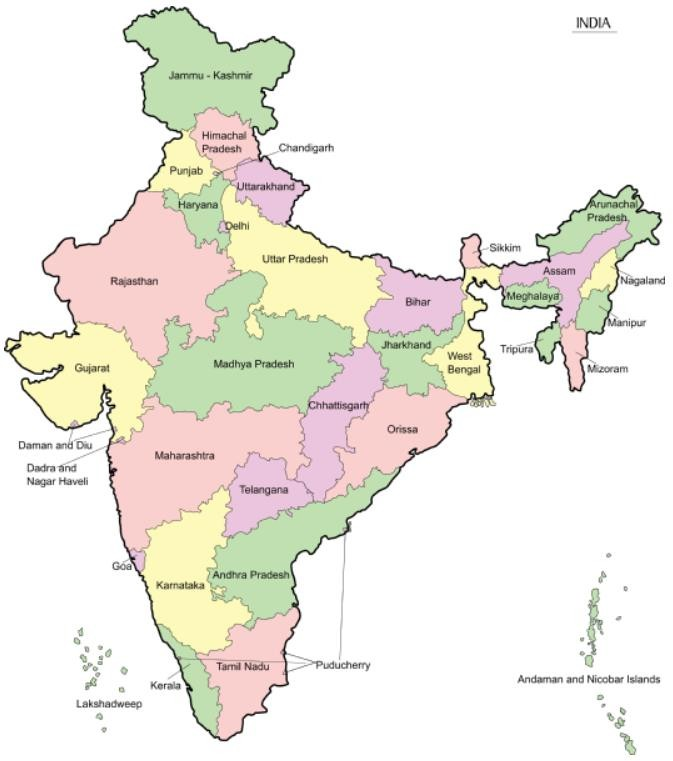 INDIA
Jammu - Kashmir
Himachal
Pradesh
Chandigarh
Punjab
Uttarakhand
Haryana
Delhi
Arunachal
Pradesh
Sikkim
Uttar Pradesh
Assam
Nagaland
Rajasthan
Bihar
Meghalaya
Manipur
Jharkhand
Tripura
West
Bengal
Gujarat
Madhya Pradesh
Mizoram
Chhattisgarh
Orissa
Daman and Diu
Maharashtra
Dadra and
Nagar Haveli
Telangana
Goa
Andhra Pradesh
Karnataka
Tamil Nadu
Puducherry
Andaman and Nicobar Islands
Kerala
Lakshadweep